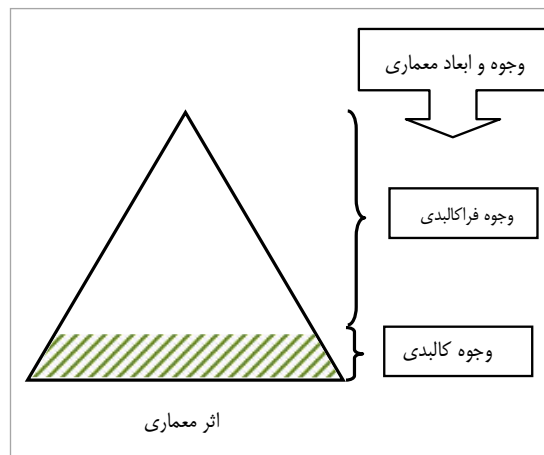 وجوه و ابعاد معماری
وجوه فراکالبدی
وجوه کالبدی
اثر معماری